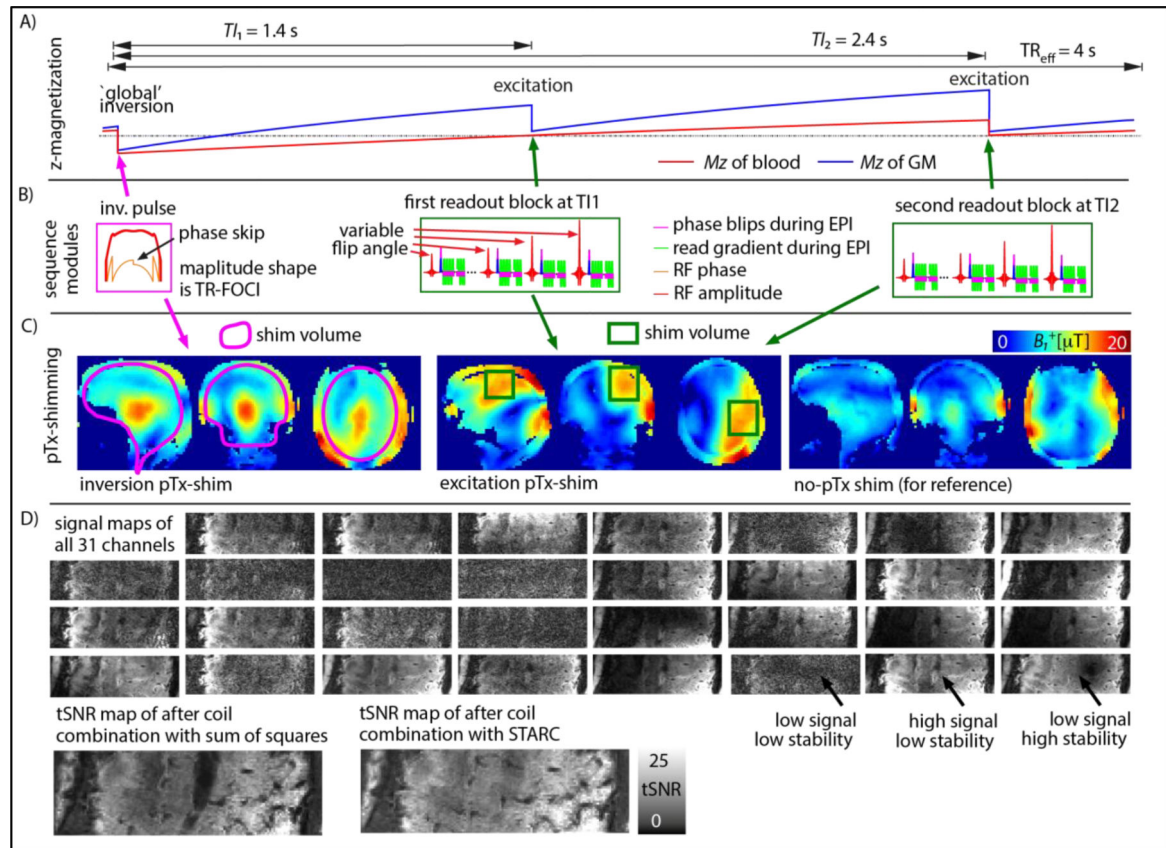 A)
TI1 = 1.4 s
TI2 = 2.4 s
TReff = 4 s
z-magnetization
`global'
inversion
excitation
excitation
Mz of blood
Mz of GM
B)
sequence
modules
inv. pulse
phase skip
maplitude shape
is TR-FOCI
first readout block at TI1
variable
flip angle
phase blips during EPI
read gradient during EPI
RF phase
RF amplitude
second readout block at TI2
C)
pTx-shimming
shim volume
shim volume
0 B1+[μT] 20
inversion pTx-shim
excitation pTx-shim
no-pTx shim (for reference)
D)
signal maps of
all 31 channels
tSNR map of after coil
combination with sum of squares
tSNR map of after coil
combination with STARC
25
tSNR
0
low signal
low stability
high signal
low stability
low signal
high stability